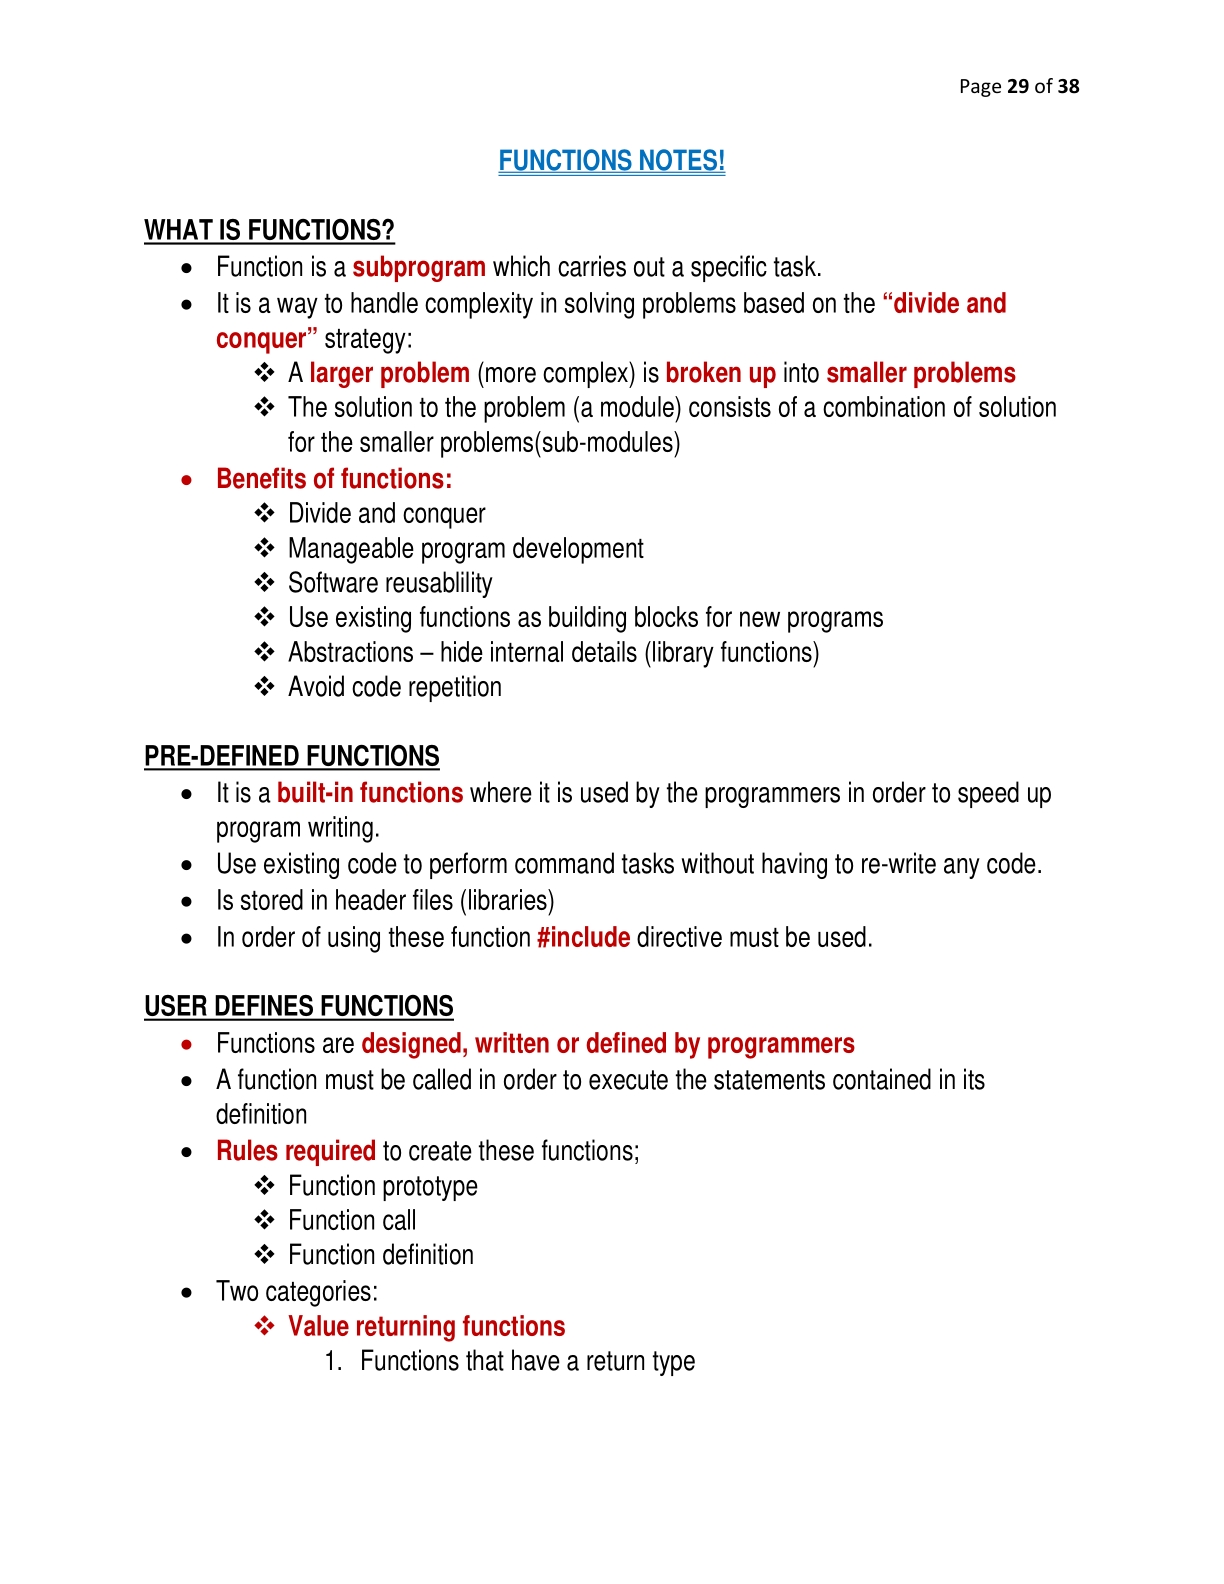 Page 29 of 38
FUNCTIONS NOTES!
WHAT IS FUNCTIONS?
• Function is a subprogram which carries out a specific task.
• It is a way to handle complexity in solving problems based on the “divide and
conquer” strategy:
❖ A larger problem (more complex) is broken up into smaller problems
❖ The solution to the problem (a module) consists of a combination of solution
for the smaller problems(sub-modules)
• Benefits of functions:
❖ Divide and conquer
❖ Manageable program development
❖ Software reusablility
❖ Use existing functions as building blocks for new programs
❖ Abstractions – hide internal details (library functions)
❖ Avoid code repetition
PRE-DEFINED FUNCTIONS
• It is a built-in functions where it is used by the programmers in order to speed up
program writing.
• Use existing code to perform command tasks without having to re-write any code.
• Is stored in header files (libraries)
• In order of using these function #include directive must be used.
USER DEFINES FUNCTIONS
• Functions are designed, written or defined by programmers
• A function must be called in order to execute the statements contained in its
definition
• Rules required to create these functions;
❖ Function prototype
❖ Function call
❖ Function definition
• Two categories:
❖ Value returning functions
1. Functions that have a return type